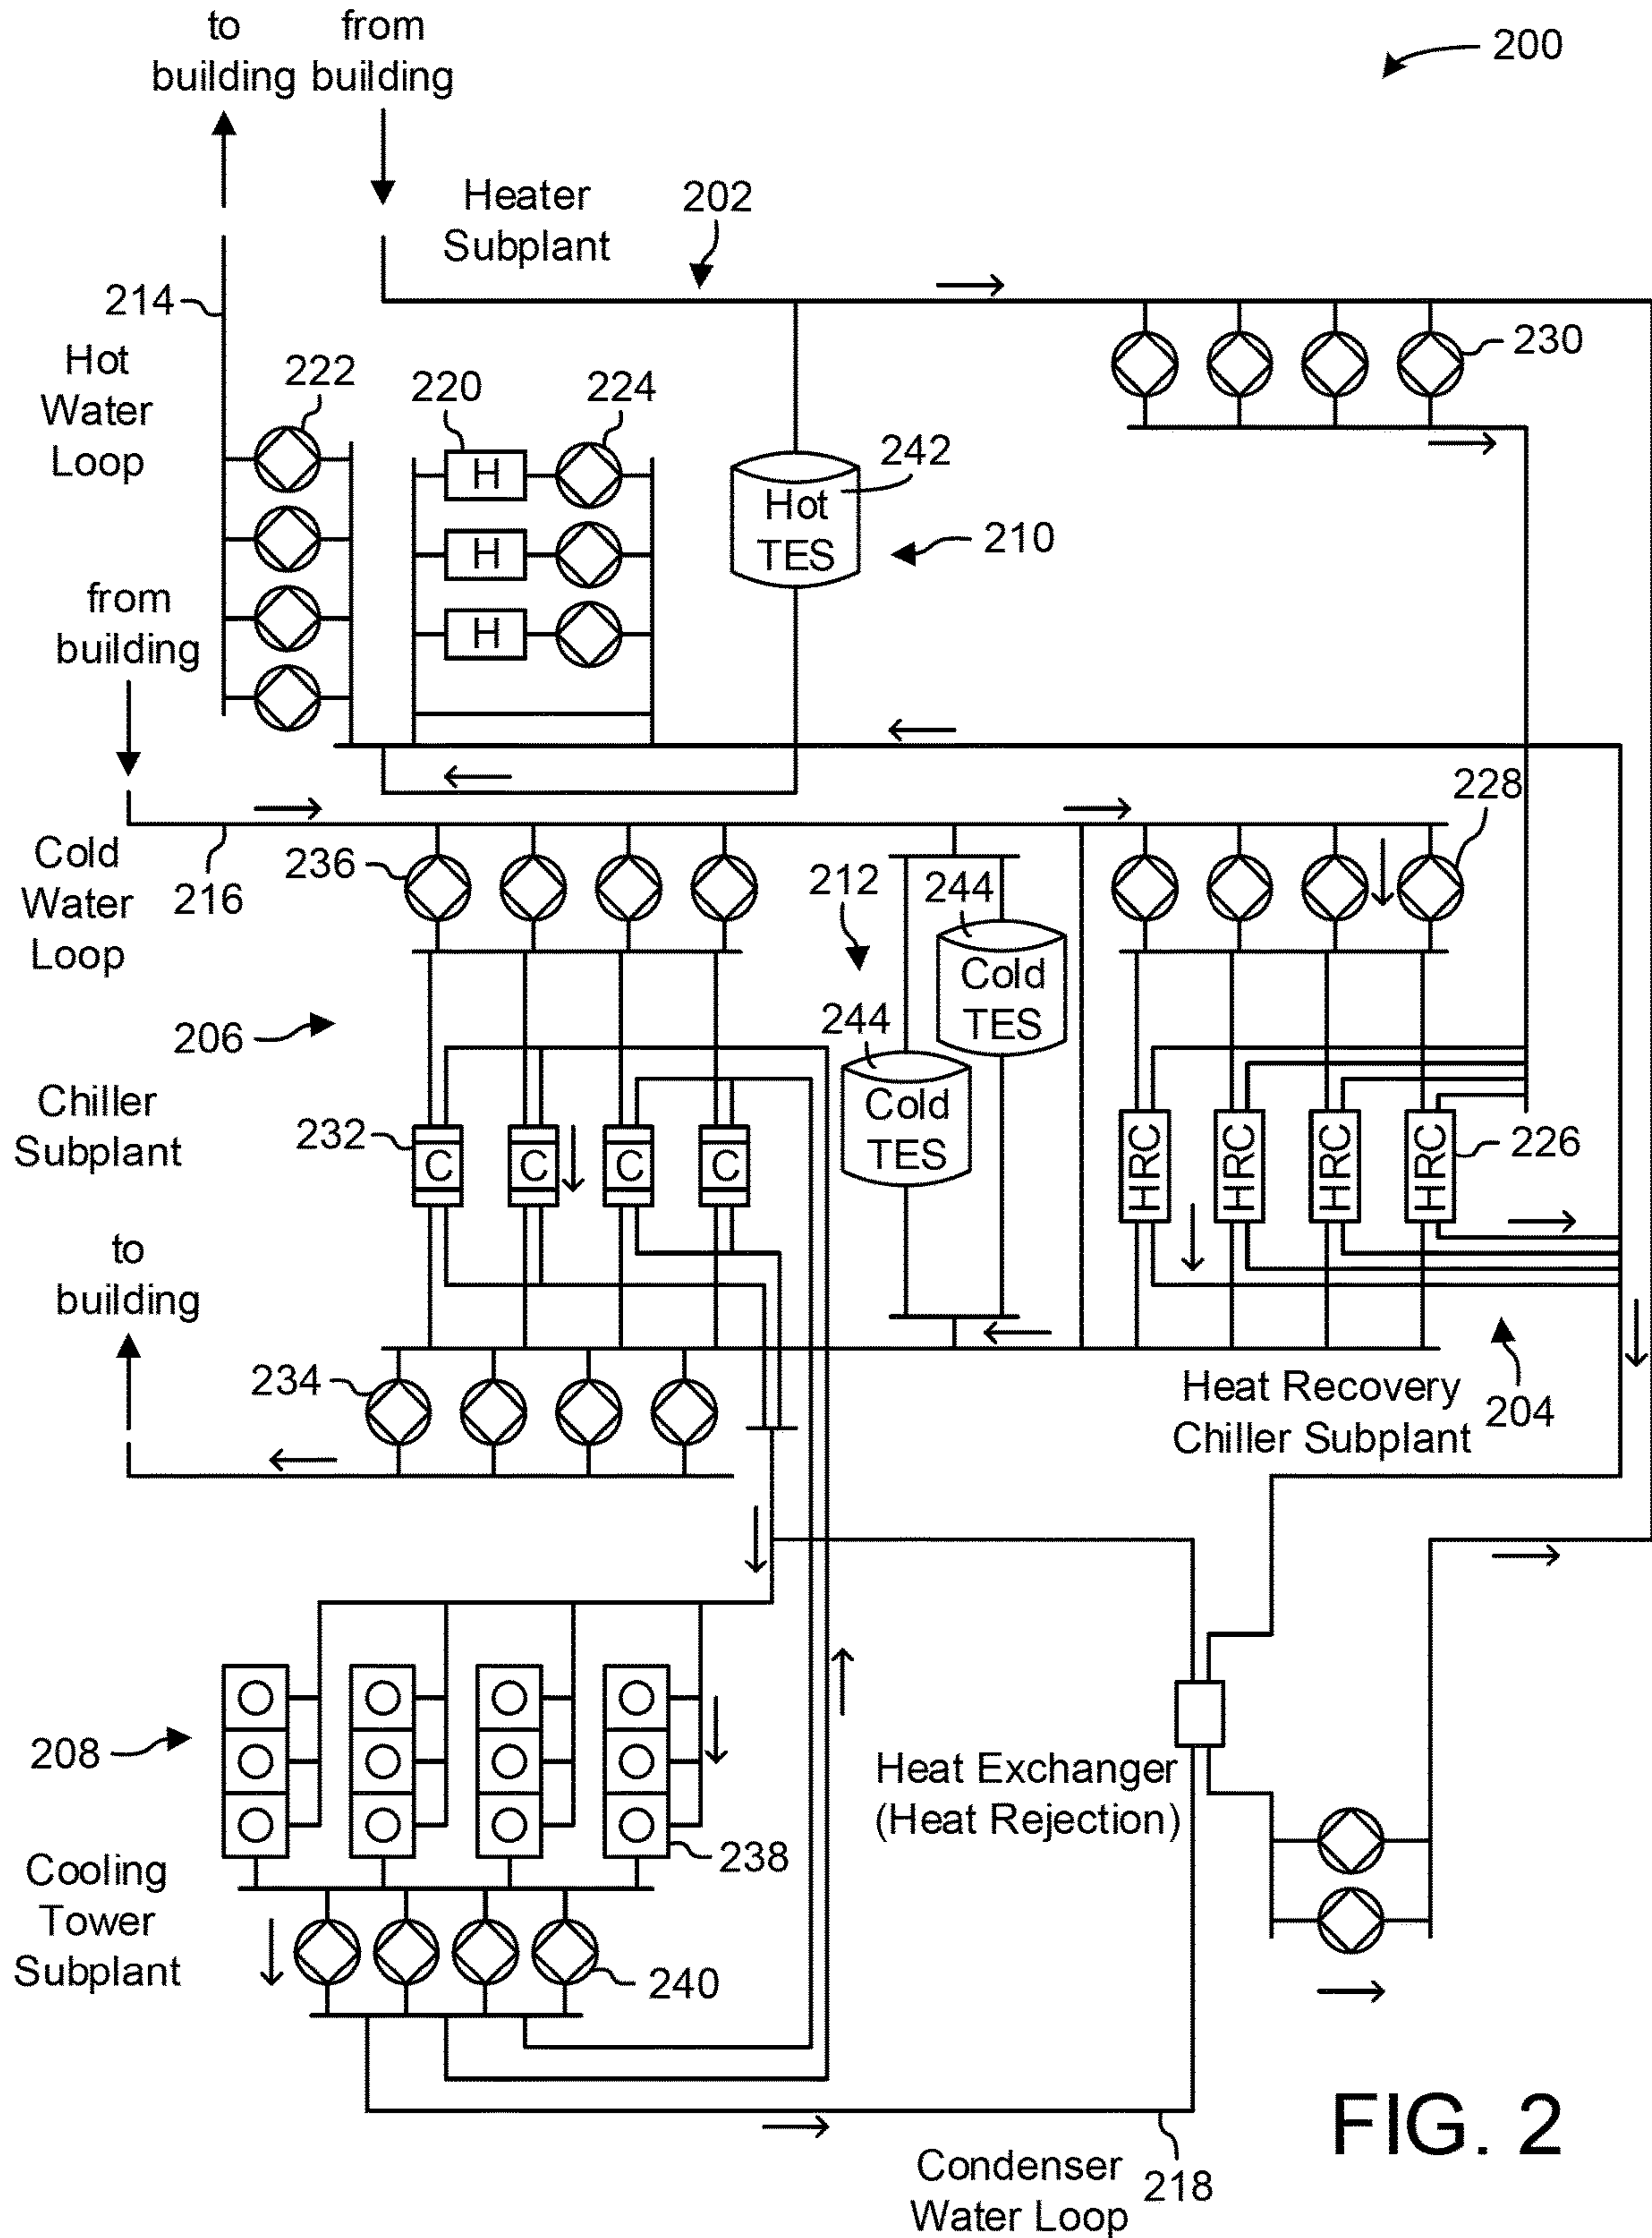 to
building
from
building
200
Heater
Subplant
202
214
Hot
Water
Loop
222
220
224
230
H
H
H
Hot
TES
242
210
from
building
228
Cold
Water
Loop
216
236
212
244
Cold
TES
244
Cold
TES
206
Chiller
Subplant
232
C
C
C
C
HRC
HRC
HRC
HRC
226
to
building
234
Heat Recovery
Chiller Subplant
204
208
Heat Exchanger
(Heat Rejection)
238
Cooling
Tower
Subplant
240
Condenser
Water Loop
218
FIG. 2